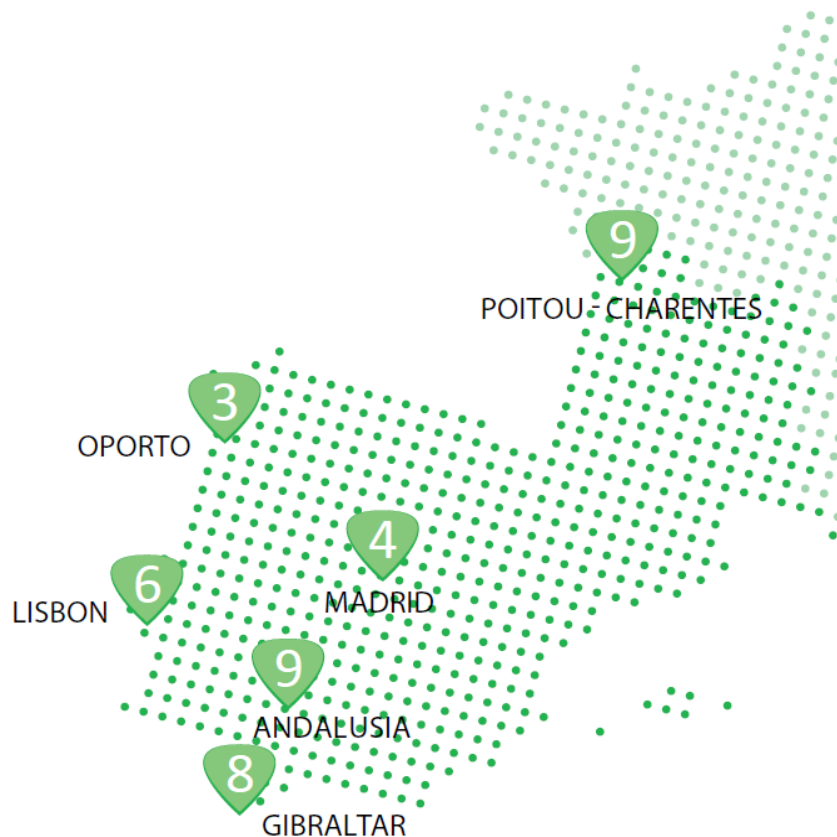 9
POITOU - CHARENTES
3
OPORTO
4
MADRID
6
LISBON
9
ANDALUSIA
8
GIBRALTAR